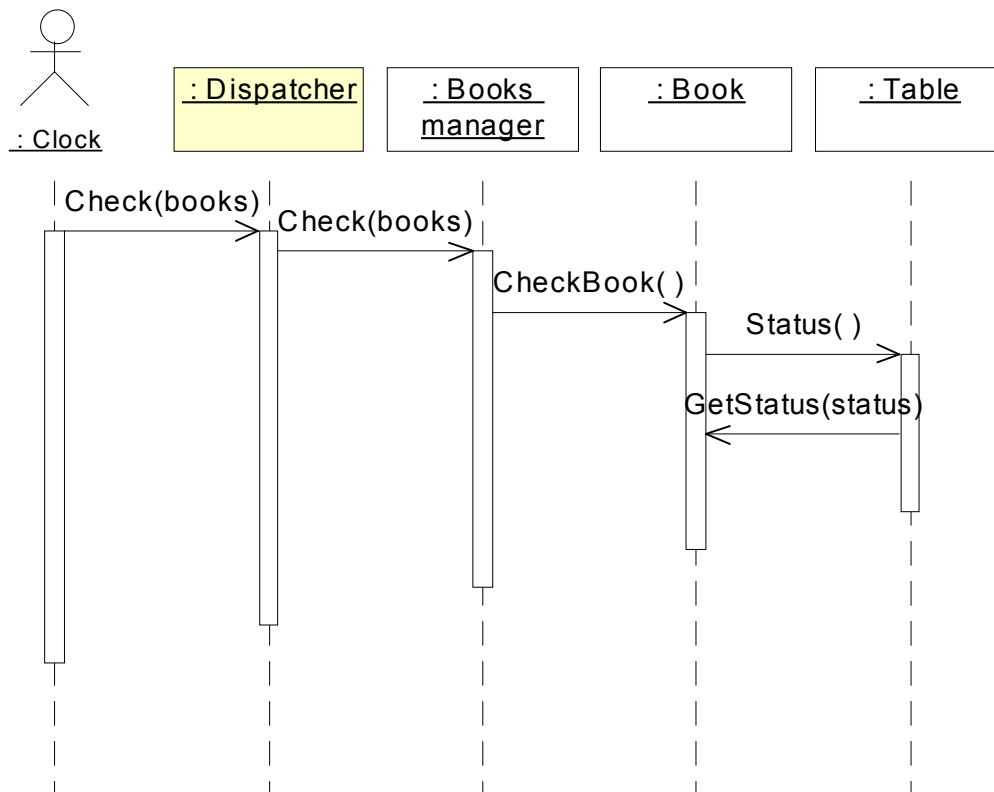 : Clock
: Dispatcher
: Books
manager
: Book
: Table
Check(books)
Check(books)
CheckBook( )
Status( )
GetStatus(status)